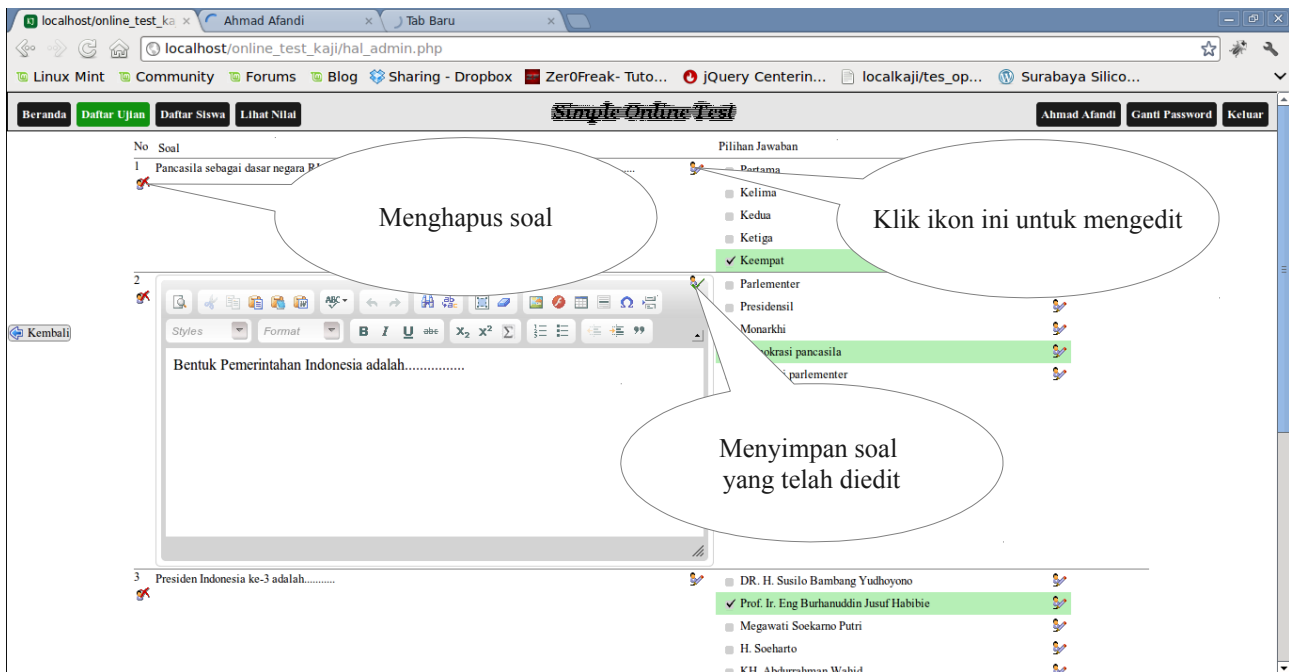 localhost/online_test_ka
Ahmad Afandi
Tab Baru
localhost/online_test_kaji/hal_admin.php
Linux Mint Community Forums Blog Sharing - Dropbox Zer0Freak- Tuto... jQuery Centerin... localkaji/tes_op... Surabaya Silico...
Beranda Daftar Ujian Daftar Siswa Lihat Nilai
Simple Online Test
Ahmad Afandi Ganti Password Keluar
No Soal Pilihan Jawaban
1 Pancasila sebagai dasar negara
Pertama
Kelima
Kedua
Ketiga
Keempat
Menghapus soal
Klik ikon ini untuk mengedit
2
Parlementer
Presidensil
Monarkhi
pancasila
parlementer
Kembali
ABC
Styles Format B I U abc X₂ X² Σ
Bentuk Pemerintahan Indonesia adalah................
Menyimpan soal
yang telah diedit
3 Presiden Indonesia ke-3 adalah...........
DR. H. Susilo Bambang Yudhoyono
Prof. Ir. Eng Burhanuddin Jusuf Habibie
Megawati Soekarno Putri
H. Soeharto
KH. Abdurrahman Wahid